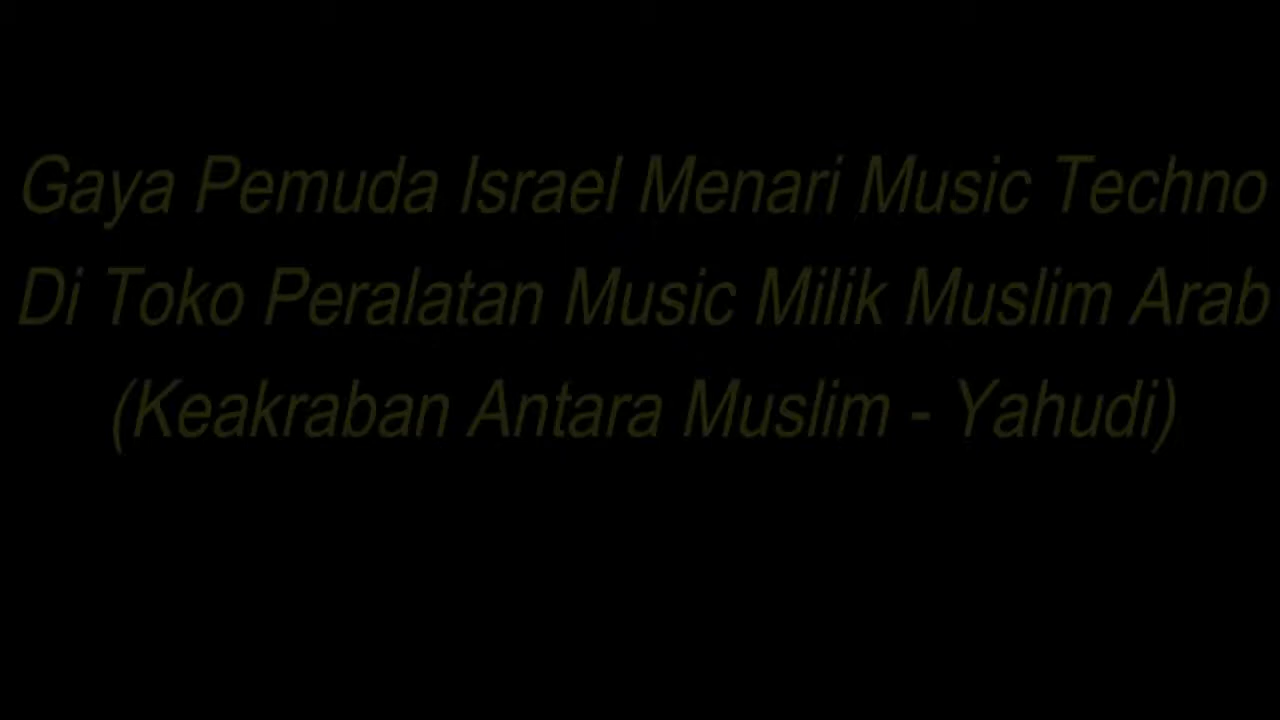 Gaya Pemuda Israel Menari Music Techno
Di Toko Peralatan Music Milik Muslim Arab
(Keakraban Antara Muslim - Yahudi)